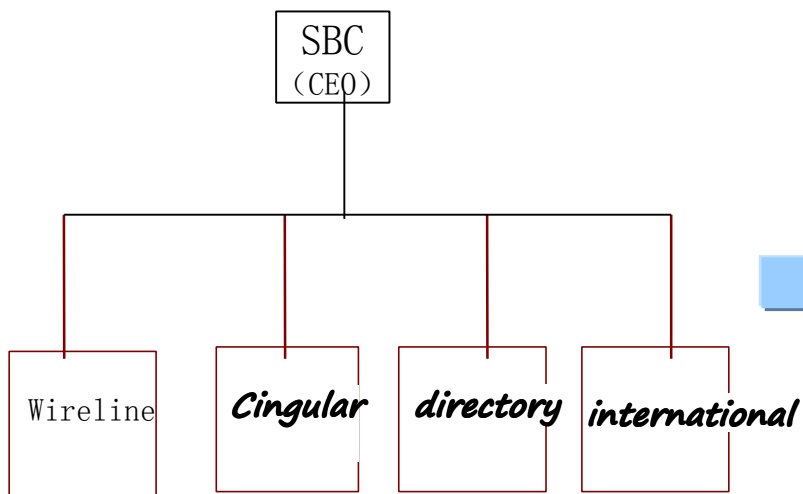 SBC
（CEO）
Wireline
Cingular
directory
international